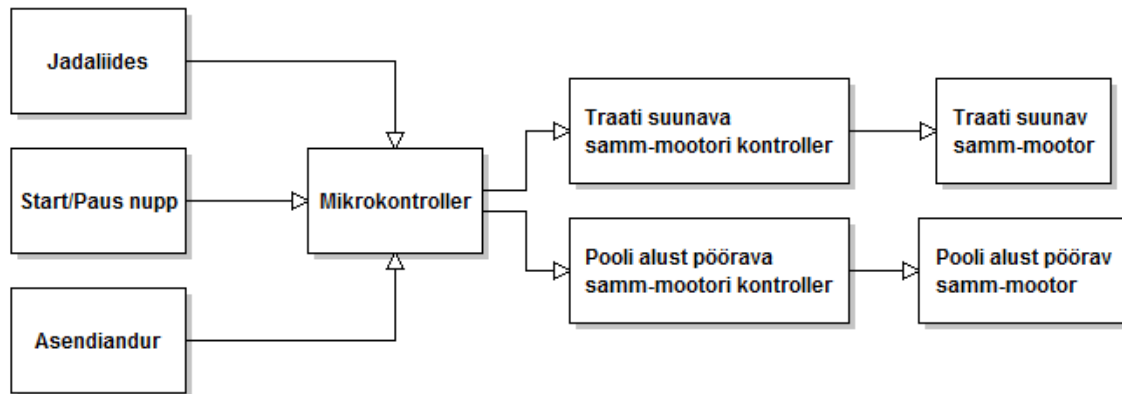 Jadaliides
Start/Paus nupp
Asendiandur
Mikrokontroller
Traati suunava
samm-mootori kontroller
Pooli alust pöörava
samm-mootori kontroller
Traati suunav
samm-mootor
Pooli alust pöörav
samm-mootor